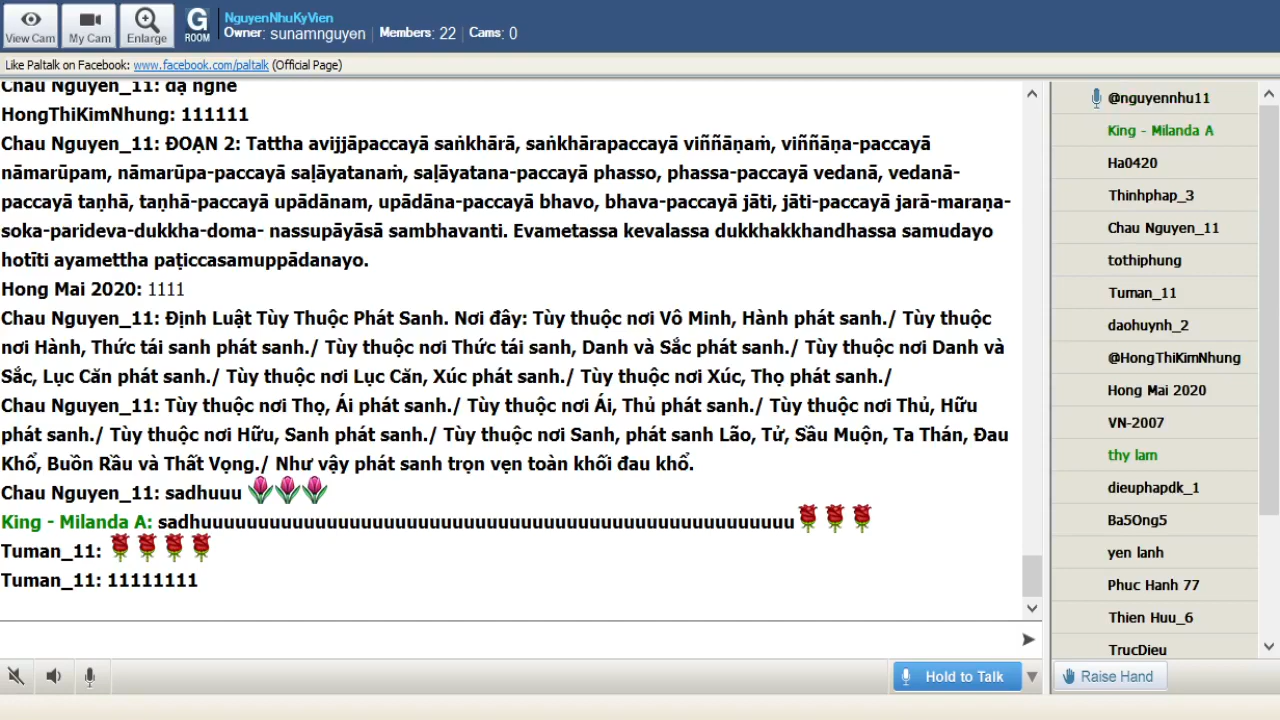 View Cam
My Cam
Enlarge
G
ROOM
NguyenNhuKyVien
Owner: sunamnguyen | Members: 22 | Cams: 0
Like Paltalk on Facebook: www.facebook.com/paltalk (Official Page)
Chau Nguyen_11: dạ nghe
HongThiKimNhung: 111111
Chau Nguyen_11: ĐOẠN 2: Tattha avijjāpaccayā saṅkhārā, saṅkhārapaccayā viññāṇaṁ, viññāṇa-paccayā
nāmarūpam, nāmarūpa-paccayā saḷāyatanaṁ, saḷāyatana-paccayā phasso, phassa-paccayā vedanā, vedanā-
paccayā taṇhā, taṇhā-paccayā upādānam, upādāna-paccayā bhavo, bhava-paccayā jāti, jāti-paccayā jarā-maraṇa-
soka-parideva-dukkha-doma- nassupāyāsā sambhavanti. Evametassa kevalassa dukkhakkhandhassa samudayo
hotīti ayamettha paṭiccasamuppādanayo.
Hong Mai 2020: 1111
Chau Nguyen_11: Định Luật Tùy Thuộc Phát Sanh. Nơi đây: Tùy thuộc nơi Vô Minh, Hành phát sanh./ Tùy thuộc
nơi Hành, Thức tái sanh phát sanh./ Tùy thuộc nơi Thức tái sanh, Danh và Sắc phát sanh./ Tùy thuộc nơi Danh và
Sắc, Lục Căn phát sanh./ Tùy thuộc nơi Lục Căn, Xúc phát sanh./ Tùy thuộc nơi Xúc, Thọ phát sanh./
Chau Nguyen_11: Tùy thuộc nơi Thọ, Ái phát sanh./ Tùy thuộc nơi Ái, Thủ phát sanh./ Tùy thuộc nơi Thủ, Hữu
phát sanh./ Tùy thuộc nơi Hữu, Sanh phát sanh./ Tùy thuộc nơi Sanh, phát sanh Lão, Tử, Sầu Muộn, Ta Thán, Đau
Khổ, Buồn Rầu và Thất Vọng./ Như vậy phát sanh trọn vẹn toàn khối đau khổ.
Chau Nguyen_11: sadhuuu
King - Milanda A: sadhuuuuuuuuuuuuuuuuuuuuuuuuuuuuuuuuuuuuuuuuuuuuuuuuuuuu
Tuman_11:
Tuman_11: 11111111
Hold to Talk
@nguyennhu11
King - Milanda A
Ha0420
Thinhphap_3
Chau Nguyen_11
tothiphung
Tuman_11
daohuynh_2
@HongThiKimNhung
Hong Mai 2020
VN-2007
thy lam
dieuphapdk_1
Ba5Ong5
yen lanh
Phuc Hanh 77
Thien Huu_6
TrucDieu
Raise Hand